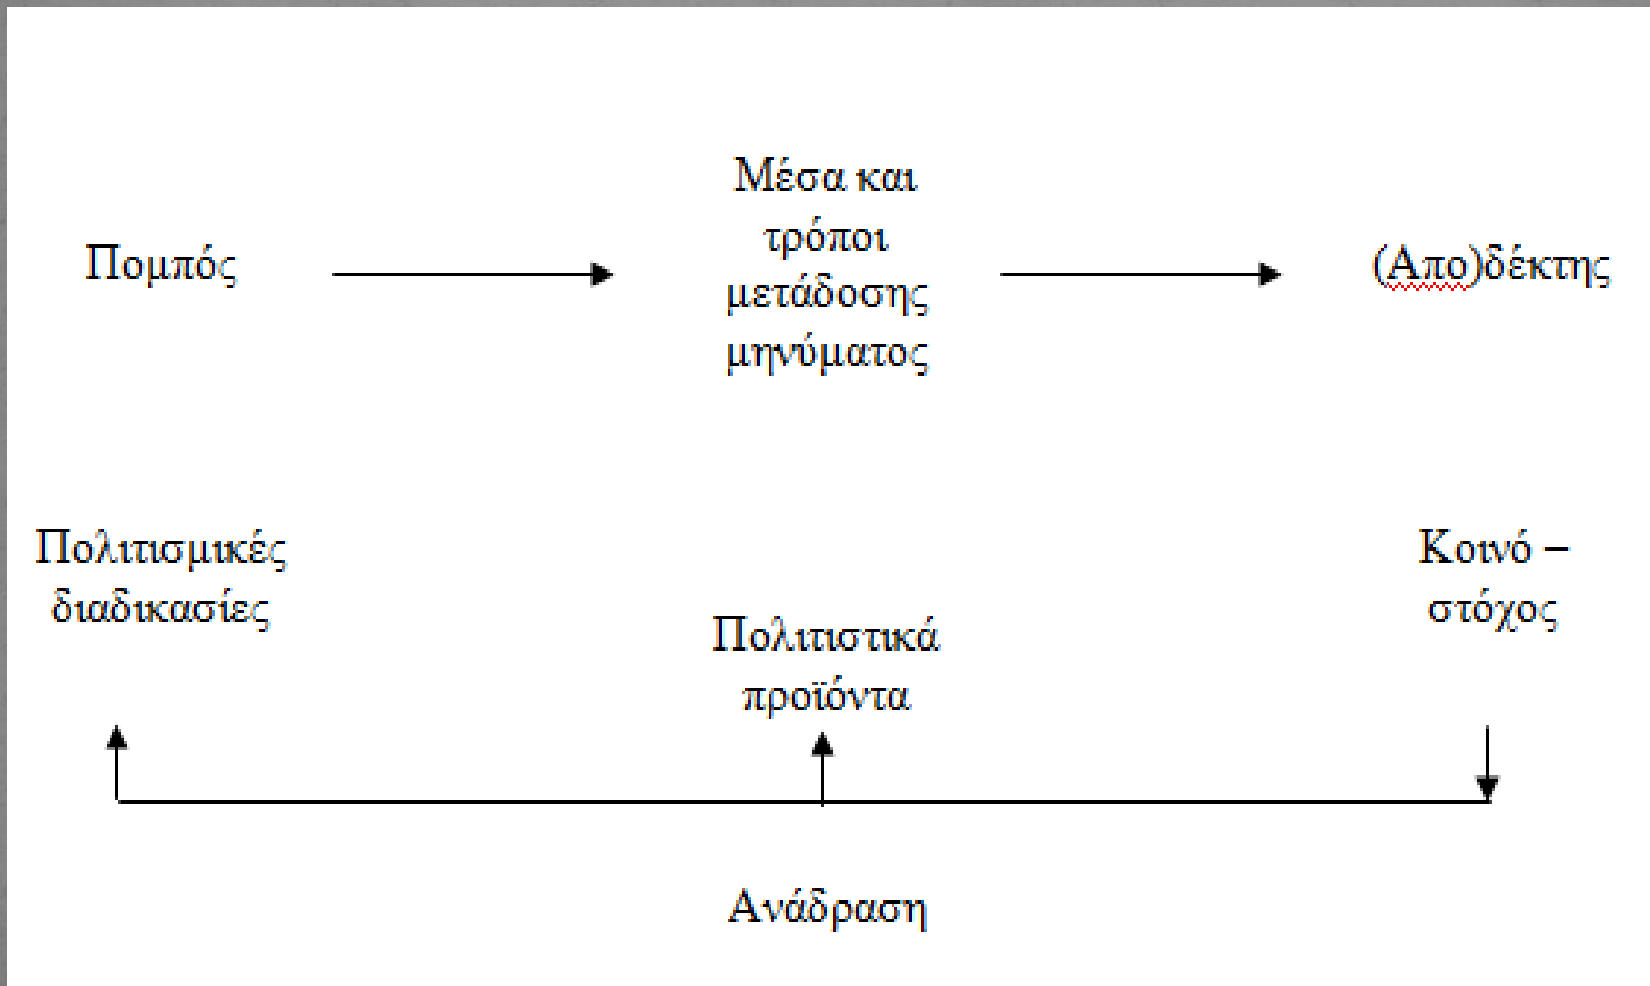 Μέσα και
τρόποι
μετάδοσης
μηνύματος
Πομπός
(Απο)δέκτης
Πολιτισμικές
διαδικασίες
Κοινό –
στόχος
Πολιτιστικά
προϊόντα
Ανάδραση